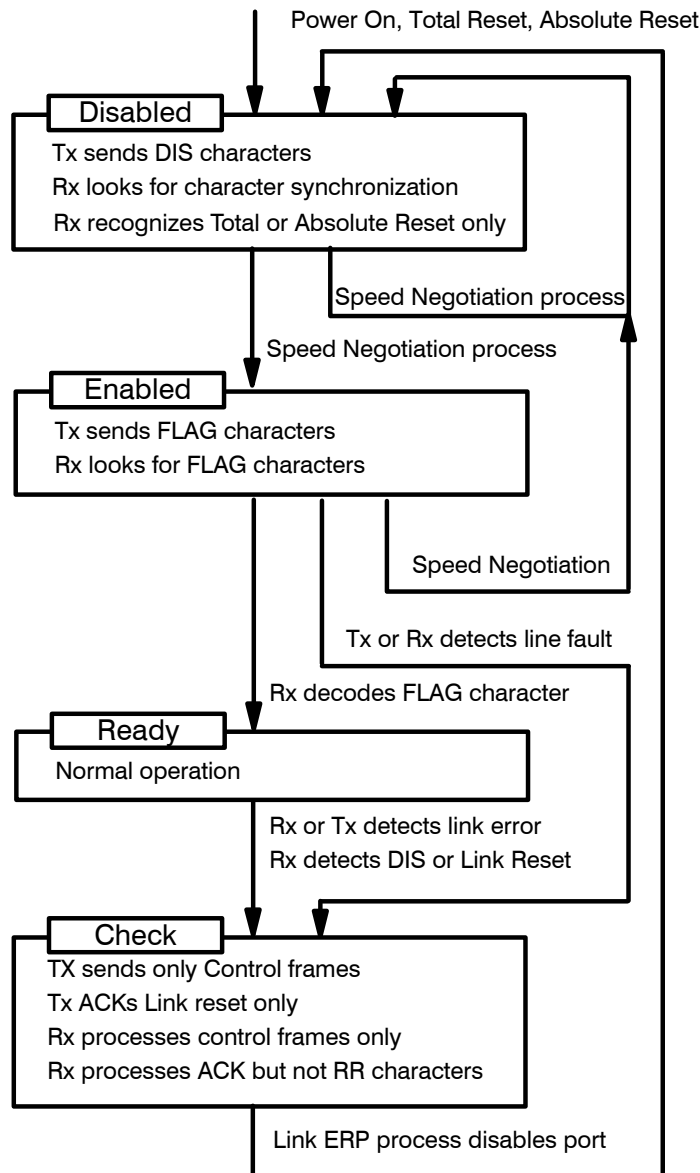 Power On, Total Reset, Absolute Reset
Disabled
Tx sends DIS characters
Rx looks for character synchronization
Rx recognizes Total or Absolute Reset only
Speed Negotiation process
Speed Negotiation process
Enabled
Tx sends FLAG characters
Rx looks for FLAG characters
Speed Negotiation
Tx or Rx detects line fault
Rx decodes FLAG character
Ready
Normal operation
Rx or Tx detects link error
Rx detects DIS or Link Reset
Check
TX sends only Control frames
Tx ACKs Link reset only
Rx processes control frames only
Rx processes ACK but not RR characters
Link ERP process disables port